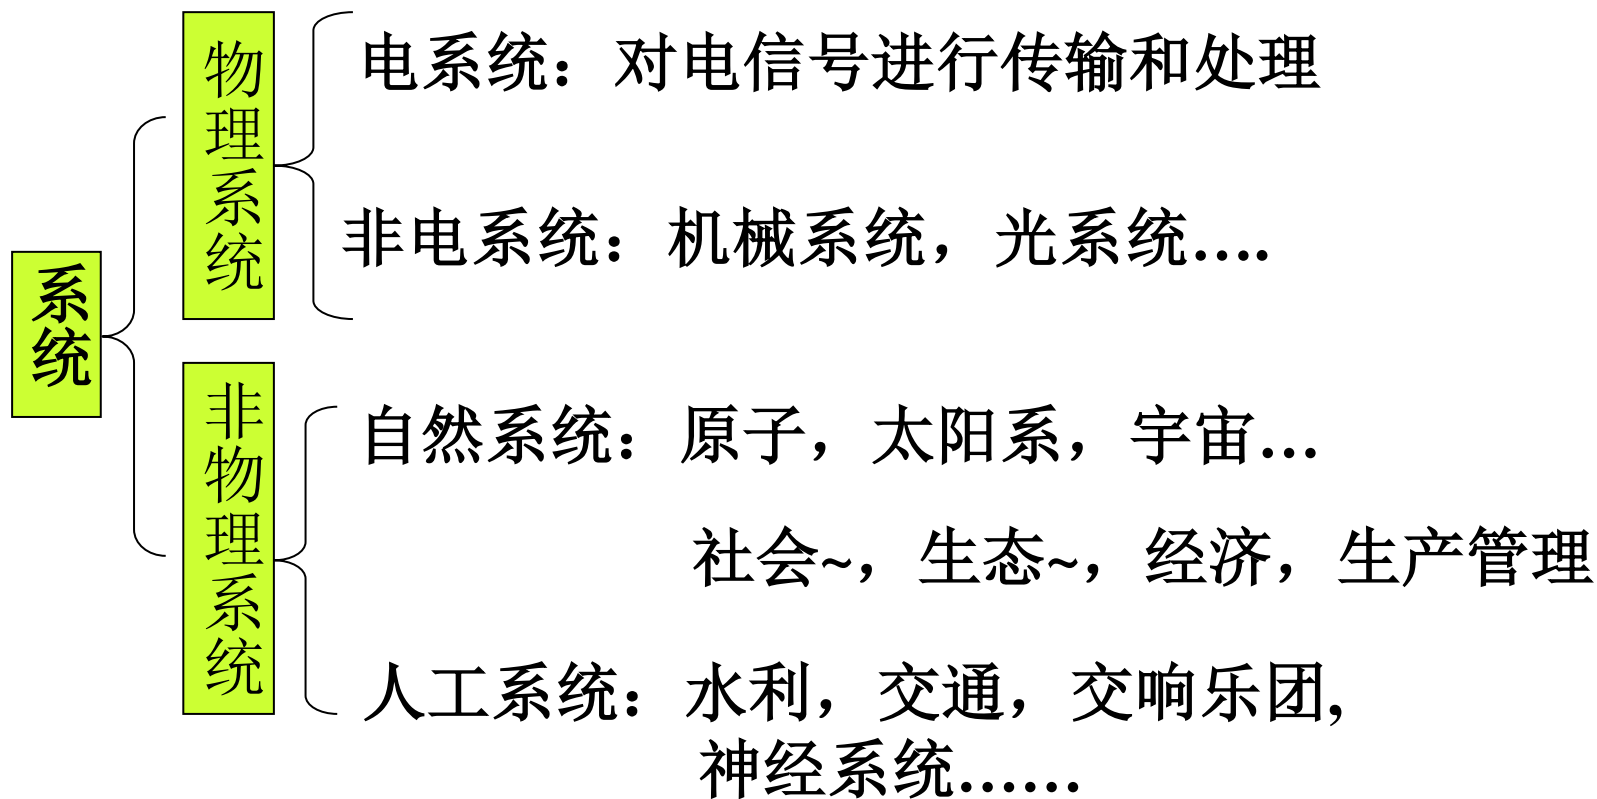 系统
物理系统
电系统：对电信号进行传输和处理
非电系统：机械系统，光系统….
非物理系统
自然系统：原子，太阳系，宇宙…
社会~，生态~，经济，生产管理
人工系统：水利，交通，交响乐团,
神经系统……